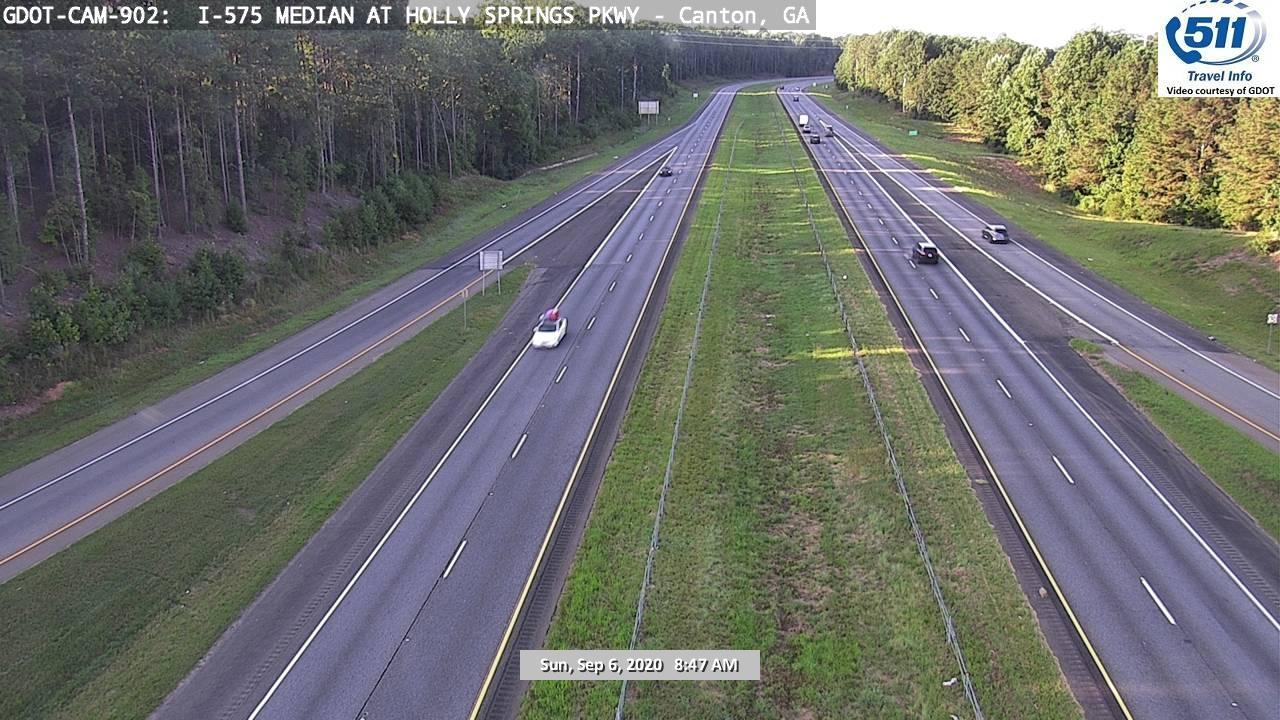 GDOT-CAM-902: I-575 MEDIAN AT HOLLY SPRINGS PKWY - Canton, GA
511
Travel Info
Video courtesy of GDOT
Sun, Sep 6, 2020 8:47 AM